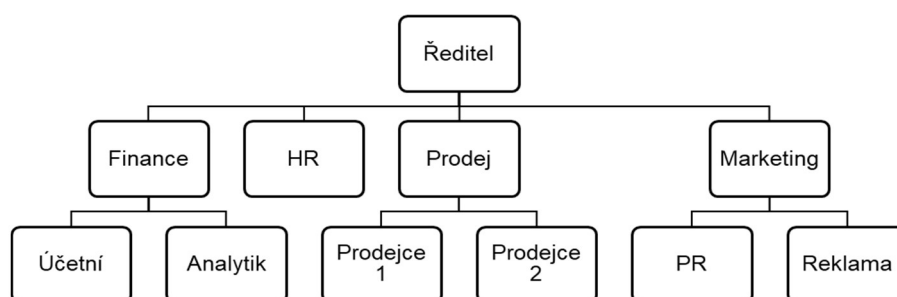 Ředitel
Finance
HR
Prodej
Marketing
Účetní
Analytik
Prodejce
1
Prodejce
2
PR
Reklama